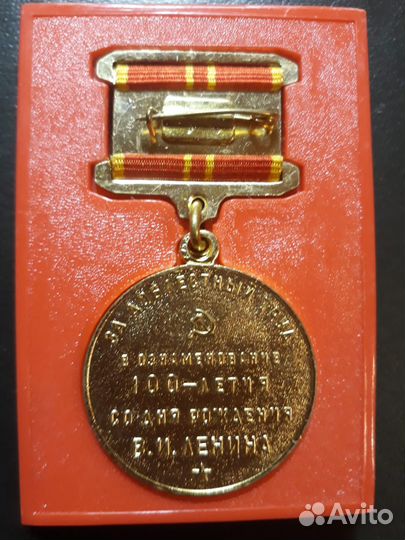 ЗА ДОБЛЕСТНЫЙ ТРУД
В ОЗНАМЕНОВАНИЕ
100-ЛЕТИЯ
СО ДНЯ РОЖДЕНИЯ
В.И. ЛЕНИНА
Avito